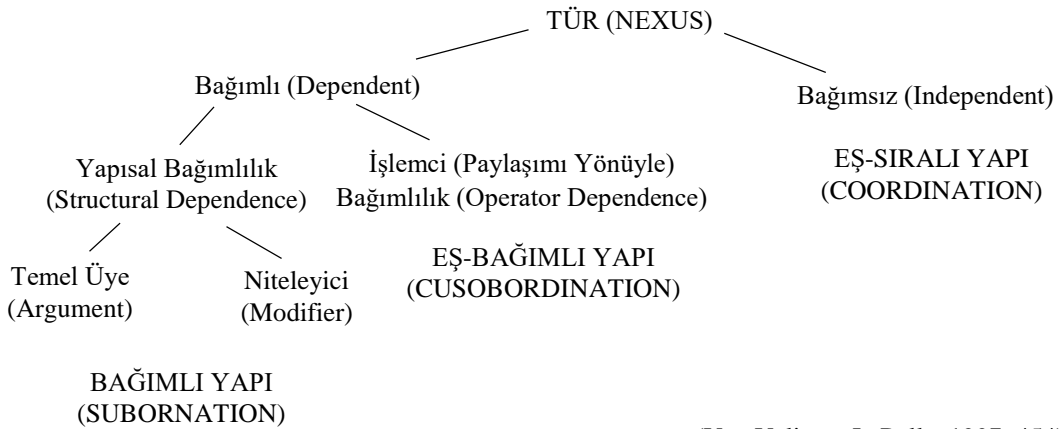 TÜR (NEXUS)
Bağımlı (Dependent)
Bağımsız (Independent)
Yapısal Bağımlılık
(Structural Dependence)
İşlemci (Paylaşımı Yönüyle)
Bağımlılık (Operator Dependence)
EŞ-SIRALI YAPI
(COORDINATION)
Temel Üye
(Argument)
Niteleyici
(Modifier)
EŞ-BAĞIMLI YAPI
(CUSOBORDINATION)
BAĞIMLI YAPI
(SUBORNATION)